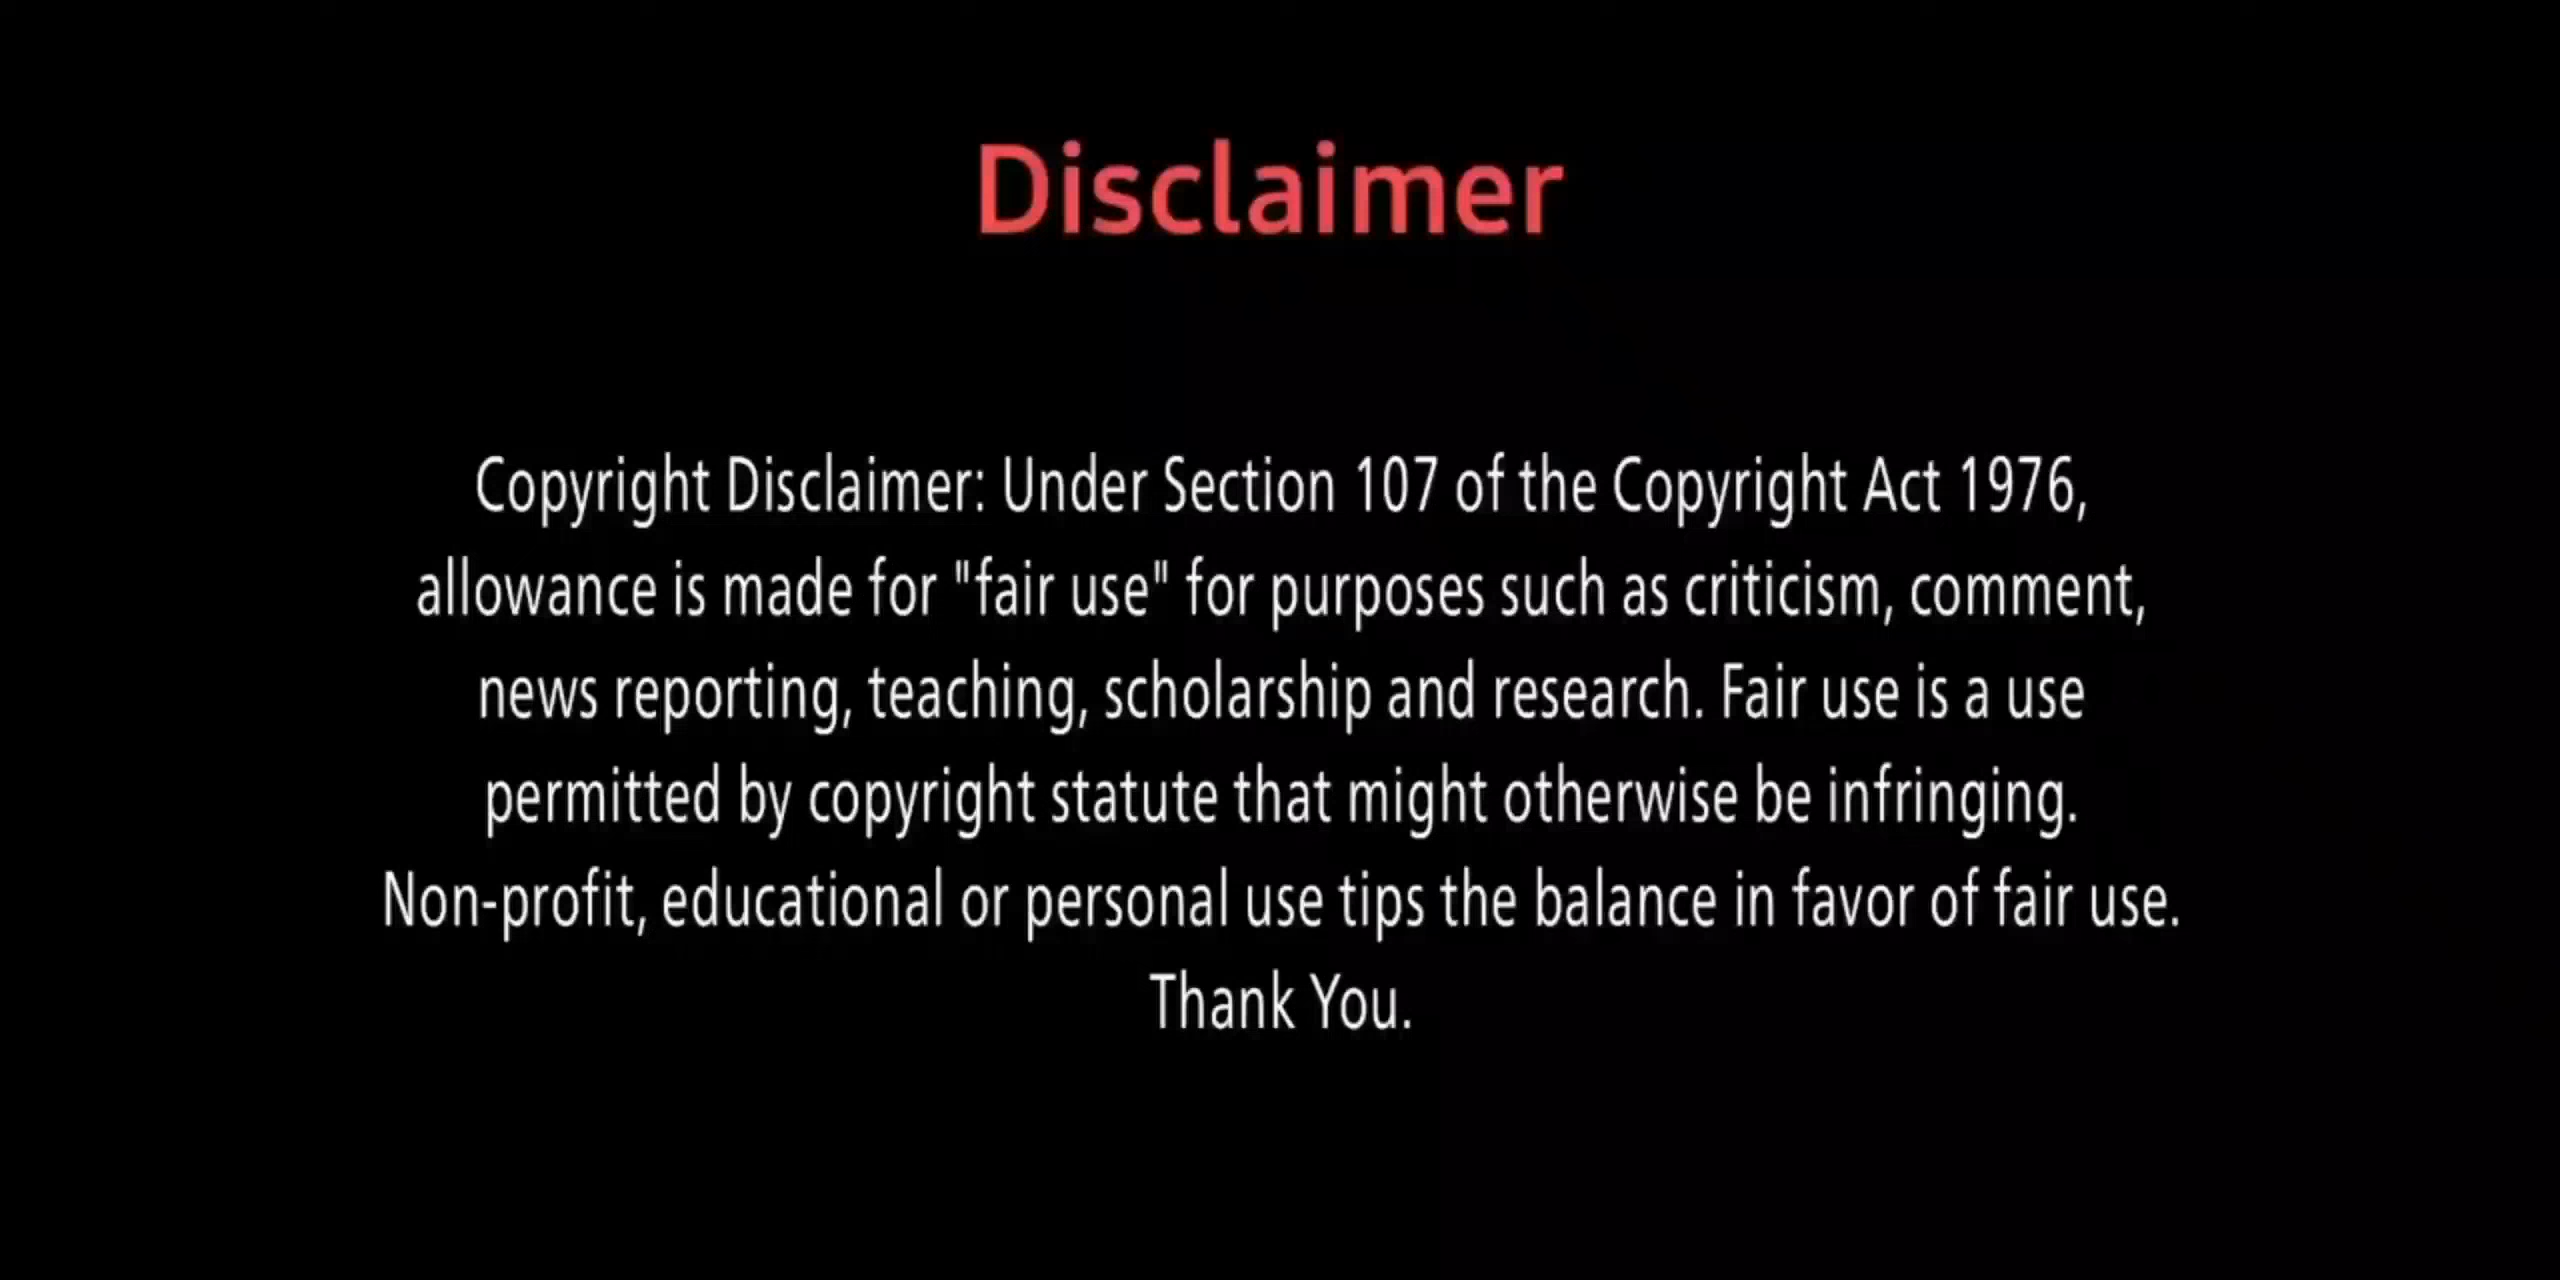 Disclaimer
Copyright Disclaimer: Under Section 107 of the Copyright Act 1976,
allowance is made for "fair use" for purposes such as criticism, comment,
news reporting, teaching, scholarship and research. Fair use is a use
permitted by copyright statute that might otherwise be infringing.
Non-profit, educational or personal use tips the balance in favor of fair use.
Thank You.